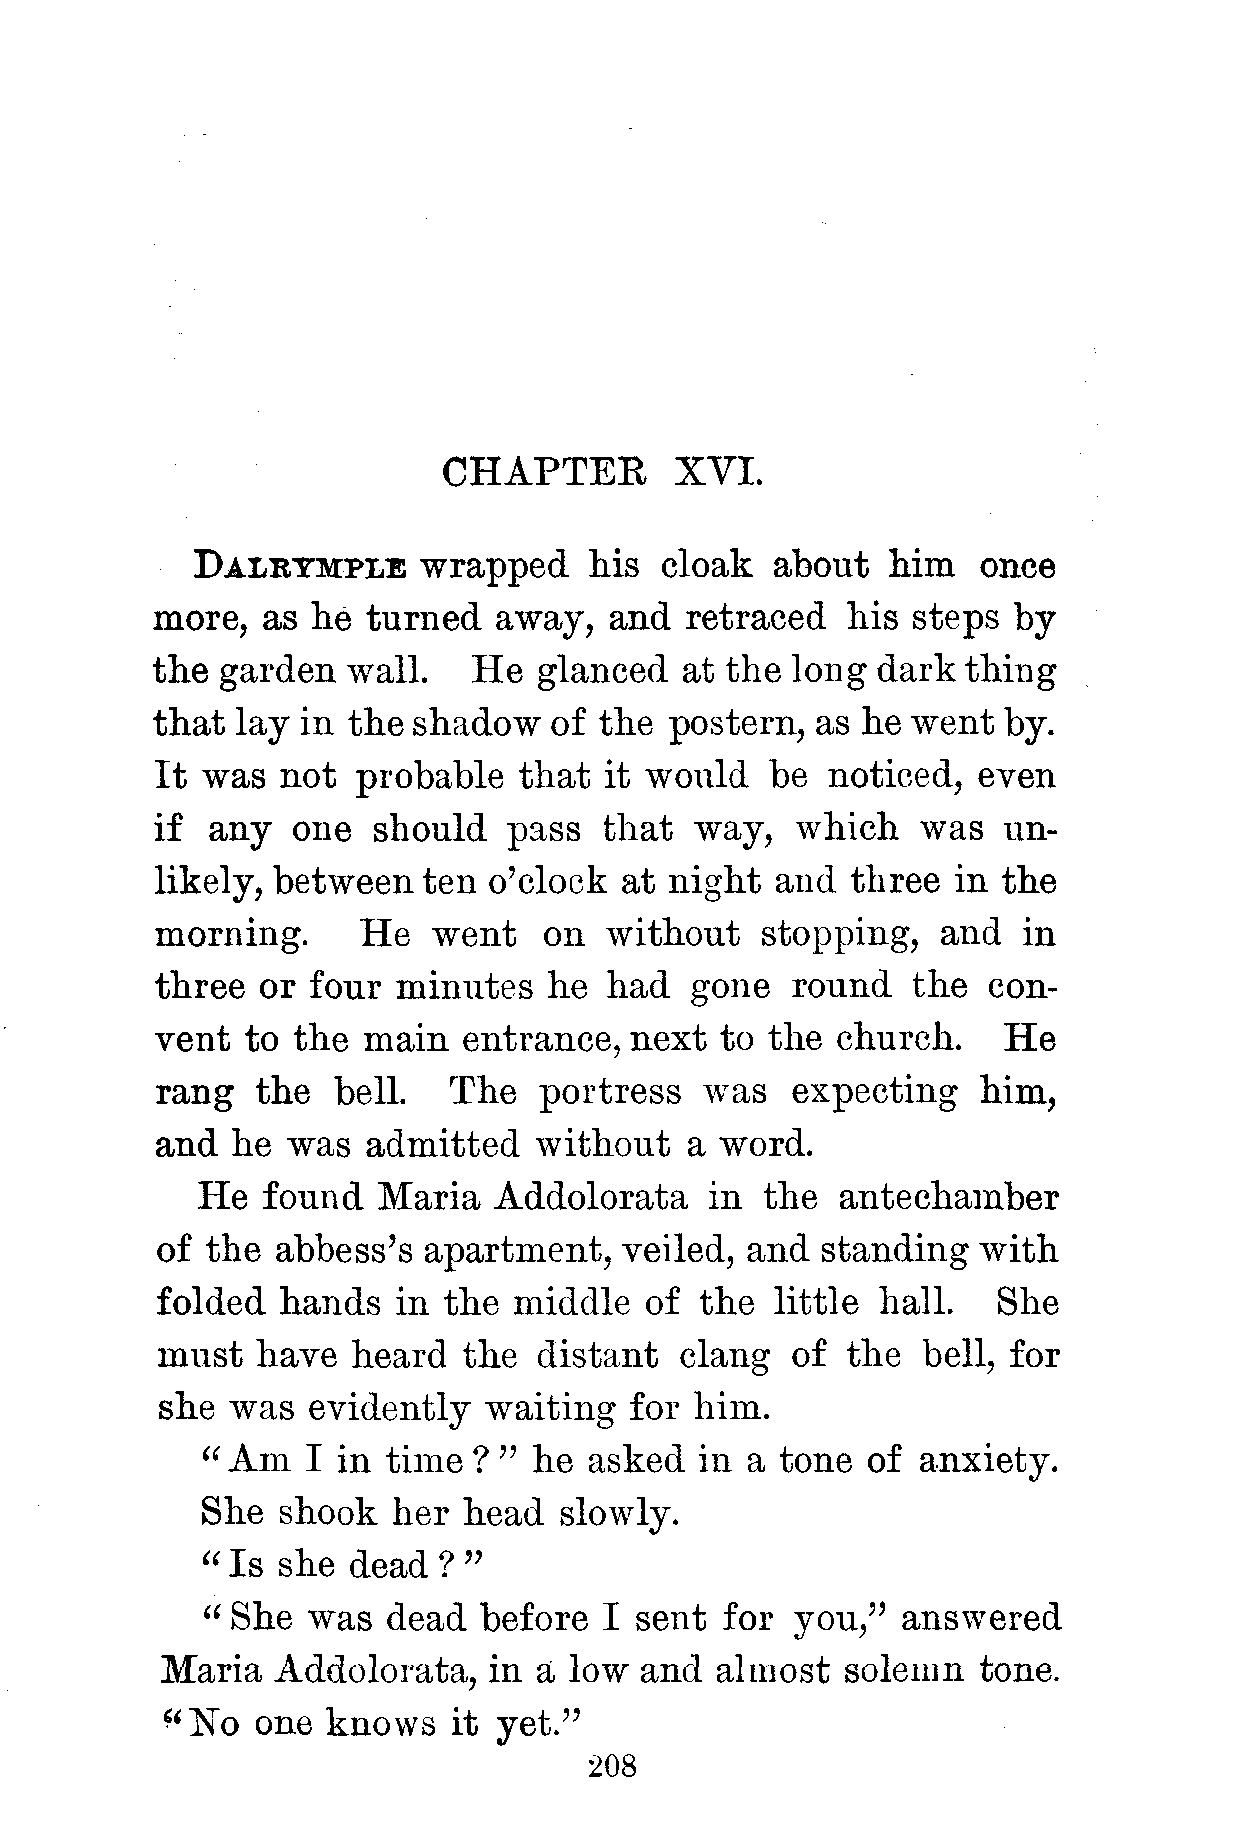 CHAPTER XVI.
DALRYMPLE wrapped his cloak about him once
more, as he turned away, and retraced his steps by
the garden wall. He glanced at the long dark thing
that lay in the shadow of the postern, as he went by.
It was not probable that it would be noticed, even
if any one should pass that way, which was un-
likely, between ten o'clock at night and three in the
morning. He went on without stopping, and in
three or four minutes he had gone round the con-
vent to the main entrance, next to the church. He
rang the bell. The portress was expecting him,
and he was admitted without a word.
He found Maria Addolorata in the antechamber
of the abbess's apartment, veiled, and standing with
folded hands in the middle of the little hall. She
must have heard the distant clang of the bell, for
she was evidently waiting for him.
"Am I in time?" he asked in a tone of anxiety.
She shook her head slowly.
"Is she dead?"
"She was dead before I sent for you," answered
Maria Addolorata, in a low and almost solemn tone.
"No one knows it yet."
208